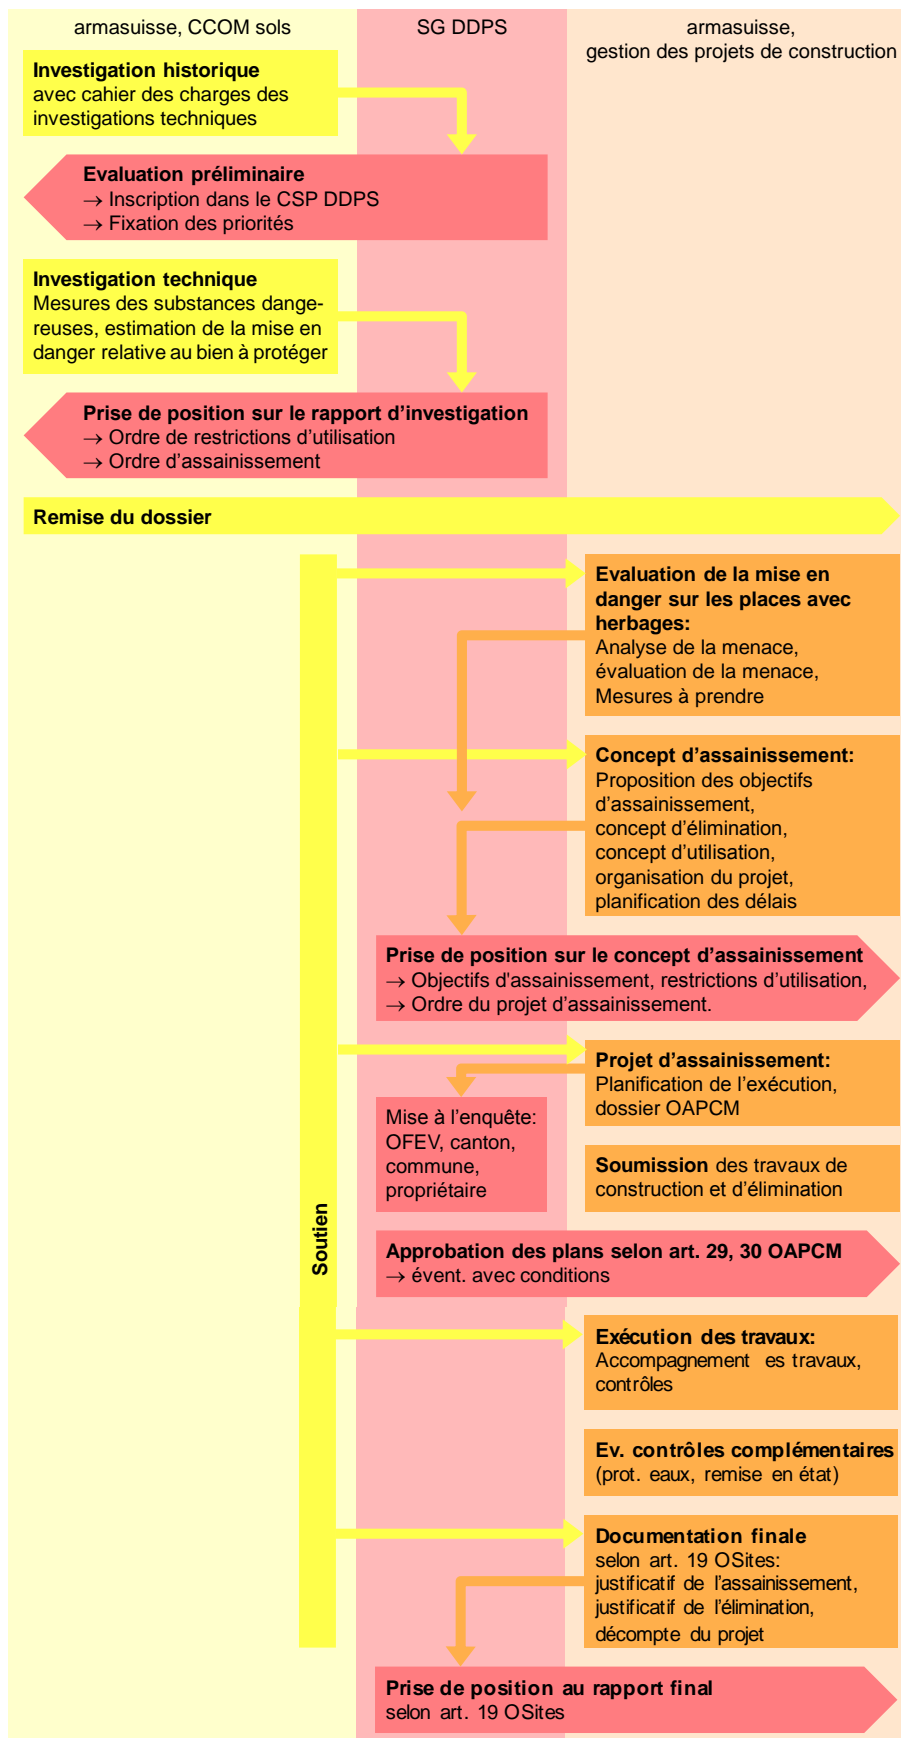 armasuisse, CCOM sols
SG DDPS
armasuisse,
gestion des projets de construction
Investigation historique
avec cahier des charges des
investigations techniques
Evaluation préliminaire
→ Inscription dans le CSP DDPS
→ Fixation des priorités
Investigation technique
Mesures des substances dange-
reuses, estimation de la mise en
danger relative au bien à protéger
Prise de position sur le rapport d’investigation
→ Ordre de restrictions d’utilisation
→ Ordre d’assainissement
Remise du dossier
Evaluation de la mise en
danger sur les places avec
herbages:
Analyse de la menace,
évaluation de la menace,
Mesures à prendre
Concept d’assainissement:
Proposition des objectifs
d’assainissement,
concept d’élimination,
concept d’utilisation,
organisation du projet,
planification des délais
Prise de position sur le concept d’assainissement
→ Objectifs d'assainissement, restrictions d’utilisation,
→ Ordre du projet d’assainissement.
Projet d’assainissement:
Planification de l’exécution,
dossier OAPCM
Mise à l’enquête:
OFEV, canton,
commune,
propriétaire
Soumission des travaux de
construction et d’élimination
Soutien
Approbation des plans selon art. 29, 30 OAPCM
→ évent. avec conditions
Exécution des travaux:
Accompagnement es travaux,
contrôles
Ev. contrôles complémentaires
(prot. eaux, remise en état)
Documentation finale
selon art. 19 OSites:
justificatif de l’assainissement,
justificatif de l’élimination,
décompte du projet
Prise de position au rapport final
selon art. 19 OSites